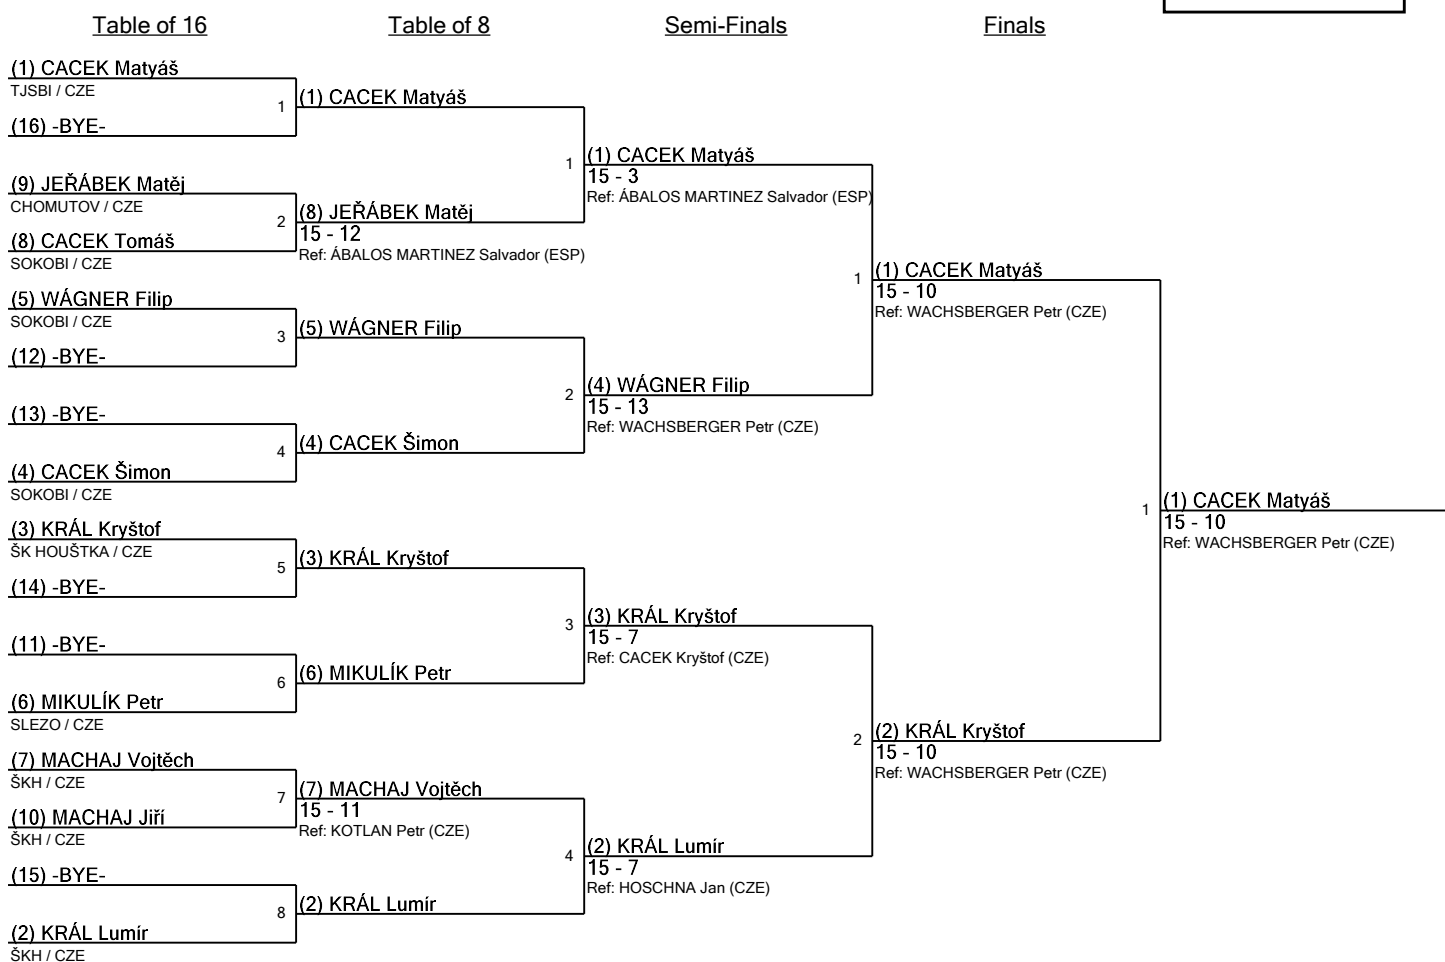 Table of 16
Table of 8
Semi-Finals
Finals
(1) CACEK Matyáš
TJSBI / CZE
1
(16) -BYE-
(9) JEŘÁBEK Matěj
CHOMUTOV / CZE
2
(8) CACEK Tomáš
SOKOBI / CZE
(5) WÁGNER Filip
SOKOBI / CZE
3
(12) -BYE-
(13) -BYE-
4
(4) CACEK Šimon
SOKOBI / CZE
(3) KRÁL Kryštof
ŠK HOUŠTKA / CZE
5
(14) -BYE-
(11) -BYE-
6
(6) MIKULÍK Petr
SLEZO / CZE
(7) MACHAJ Vojtěch
ŠKH / CZE
7
(10) MACHAJ Jiří
ŠKH / CZE
(15) -BYE-
8
(2) KRÁL Lumír
ŠKH / CZE
(1) CACEK Matyáš
1
(8) JEŘÁBEK Matěj
15 - 12
Ref: ÁBALOS MARTINEZ Salvador (ESP)
(5) WÁGNER Filip
2
(4) CACEK Šimon
(3) KRÁL Kryštof
3
(6) MIKULÍK Petr
(7) MACHAJ Vojtěch
15 - 11
Ref: KOTLAN Petr (CZE)
4
(2) KRÁL Lumír
(1) CACEK Matyáš
15 - 3
Ref: ÁBALOS MARTINEZ Salvador (ESP)
1
(4) WÁGNER Filip
15 - 13
Ref: WACHSBERGER Petr (CZE)
(3) KRÁL Kryštof
15 - 7
Ref: CACEK Kryštof (CZE)
2
(2) KRÁL Lumír
15 - 7
Ref: HOSCHNA Jan (CZE)
(1) CACEK Matyáš
15 - 10
Ref: WACHSBERGER Petr (CZE)
1
(2) KRÁL Kryštof
15 - 10
Ref: WACHSBERGER Petr (CZE)
(1) CACEK Matyáš
15 - 10
Ref: WACHSBERGER Petr (CZE)